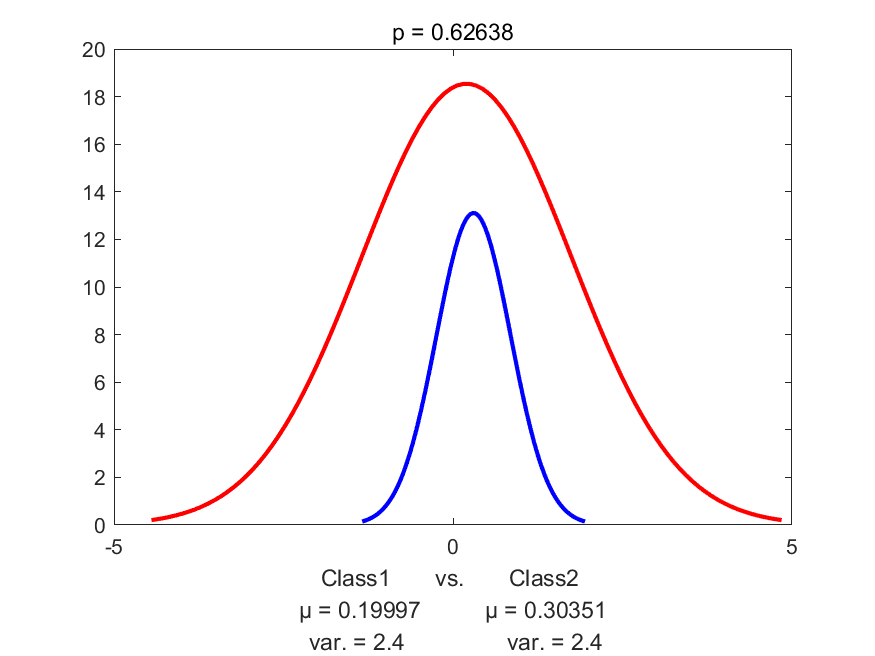 p = 0.62638
20
18
16
14
12
10
8
6
4
2
0
-5 0 5
Class1 vs. Class2
μ = 0.19997 μ = 0.30351
var. = 2.4 var. = 2.4